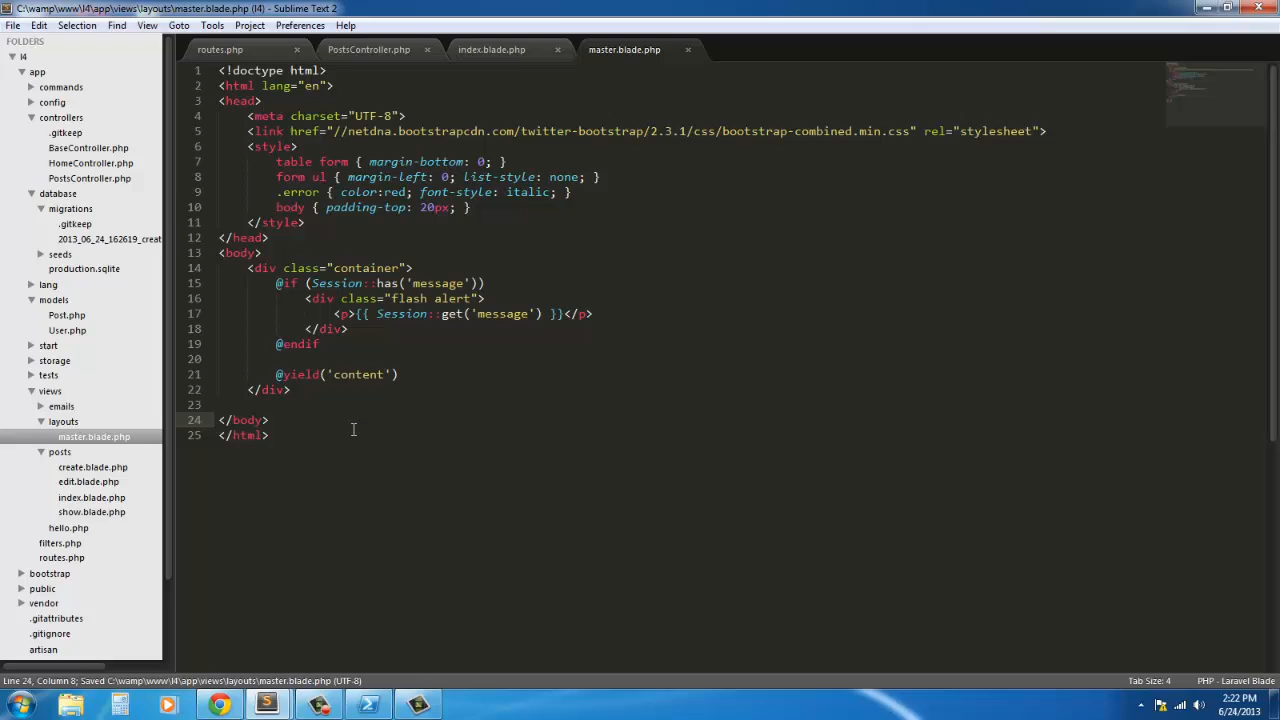 C:\wamp\www\l4\app\views\layouts\master.blade.php (l4) - Sublime Text 2
File Edit Selection Find View Goto Tools Project Preferences Help
FOLDERS
l4
app
commands
config
controllers
.gitkeep
BaseController.php
HomeController.php
PostsController.php
database
migrations
.gitkeep
2013_06_24_162619_creat
seeds
production.sqlite
lang
models
Post.php
User.php
start
storage
tests
views
emails
layouts
master.blade.php
posts
create.blade.php
edit.blade.php
index.blade.php
show.blade.php
hello.php
filters.php
routes.php
bootstrap
public
vendor
.gitattributes
.gitignore
artisan
routes.php × PostsController.php × index.blade.php × master.blade.php ×
1 <!doctype html>
2 <html lang="en">
3 <head>
4 <meta charset="UTF-8">
5 <link href="//netdna.bootstrapcdn.com/twitter-bootstrap/2.3.1/css/bootstrap-combined.min.css" rel="stylesheet">
6 <style>
7 table form { margin-bottom: 0; }
8 form ul { margin-left: 0; list-style: none; }
9 .error { color:red; font-style: italic; }
10 body { padding-top: 20px; }
11 </style>
12 </head>
13 <body>
14 <div class="container">
15 @if (Session::has('message'))
16 <div class="flash alert">
17 <p>{{ Session::get('message') }}</p>
18 </div>
19 @endif
20
21 @yield('content')
22 </div>
23
24 </body>
25 </html>
Line 24, Column 8; Saved C:\wamp\www\l4\app\views\layouts\master.blade.php (UTF-8)
Tab Size: 4 PHP - Laravel Blade
2:22 PM
6/24/2013